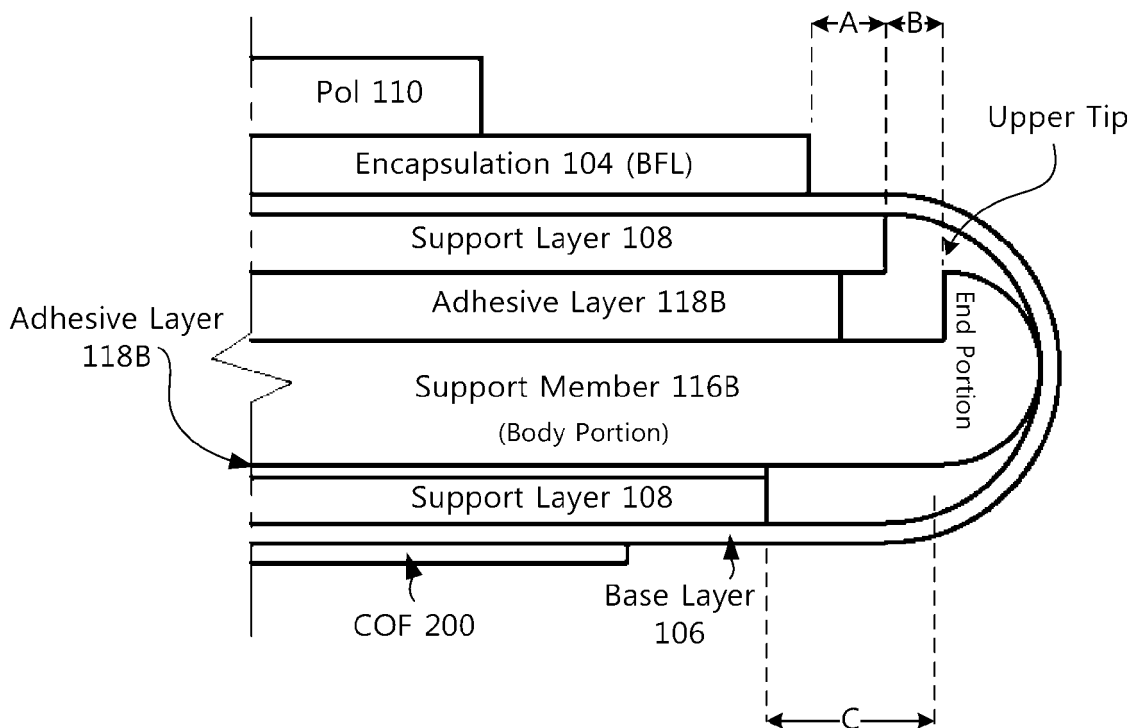 A
B
Pol 110
Upper Tip
Encapsulation 104 (BFL)
Support Layer 108
Adhesive Layer 118B
Adhesive Layer
118B
End Portion
Support Member 116B
(Body Portion)
Support Layer 108
Base Layer
106
COF 200
C